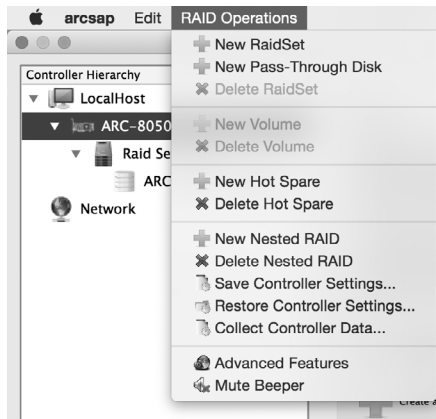 arcsap Edit RAID Operations
New RaidSet
New Pass-Through Disk
Delete RaidSet
New Volume
Delete Volume
New Hot Spare
Delete Hot Spare
New Nested RAID
Delete Nested RAID
Save Controller Settings...
Restore Controller Settings...
Collect Controller Data...
Advanced Features
Mute Beeper
Controller Hierarchy
LocalHost
ARC-8050
Raid Se
ARC
Network
Create a